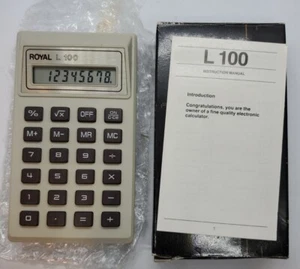 ROYAL L 100
12345678.
% √x OFF ON/C CE
M+ M- MR MC
7 8 9 ÷
4 5 6 ×
1 2 3 -
0 . = +
L 100
INSTRUCTION MANUAL
Introduction
Congratulations, you are the
owner of a fine quality electronic
calculator.